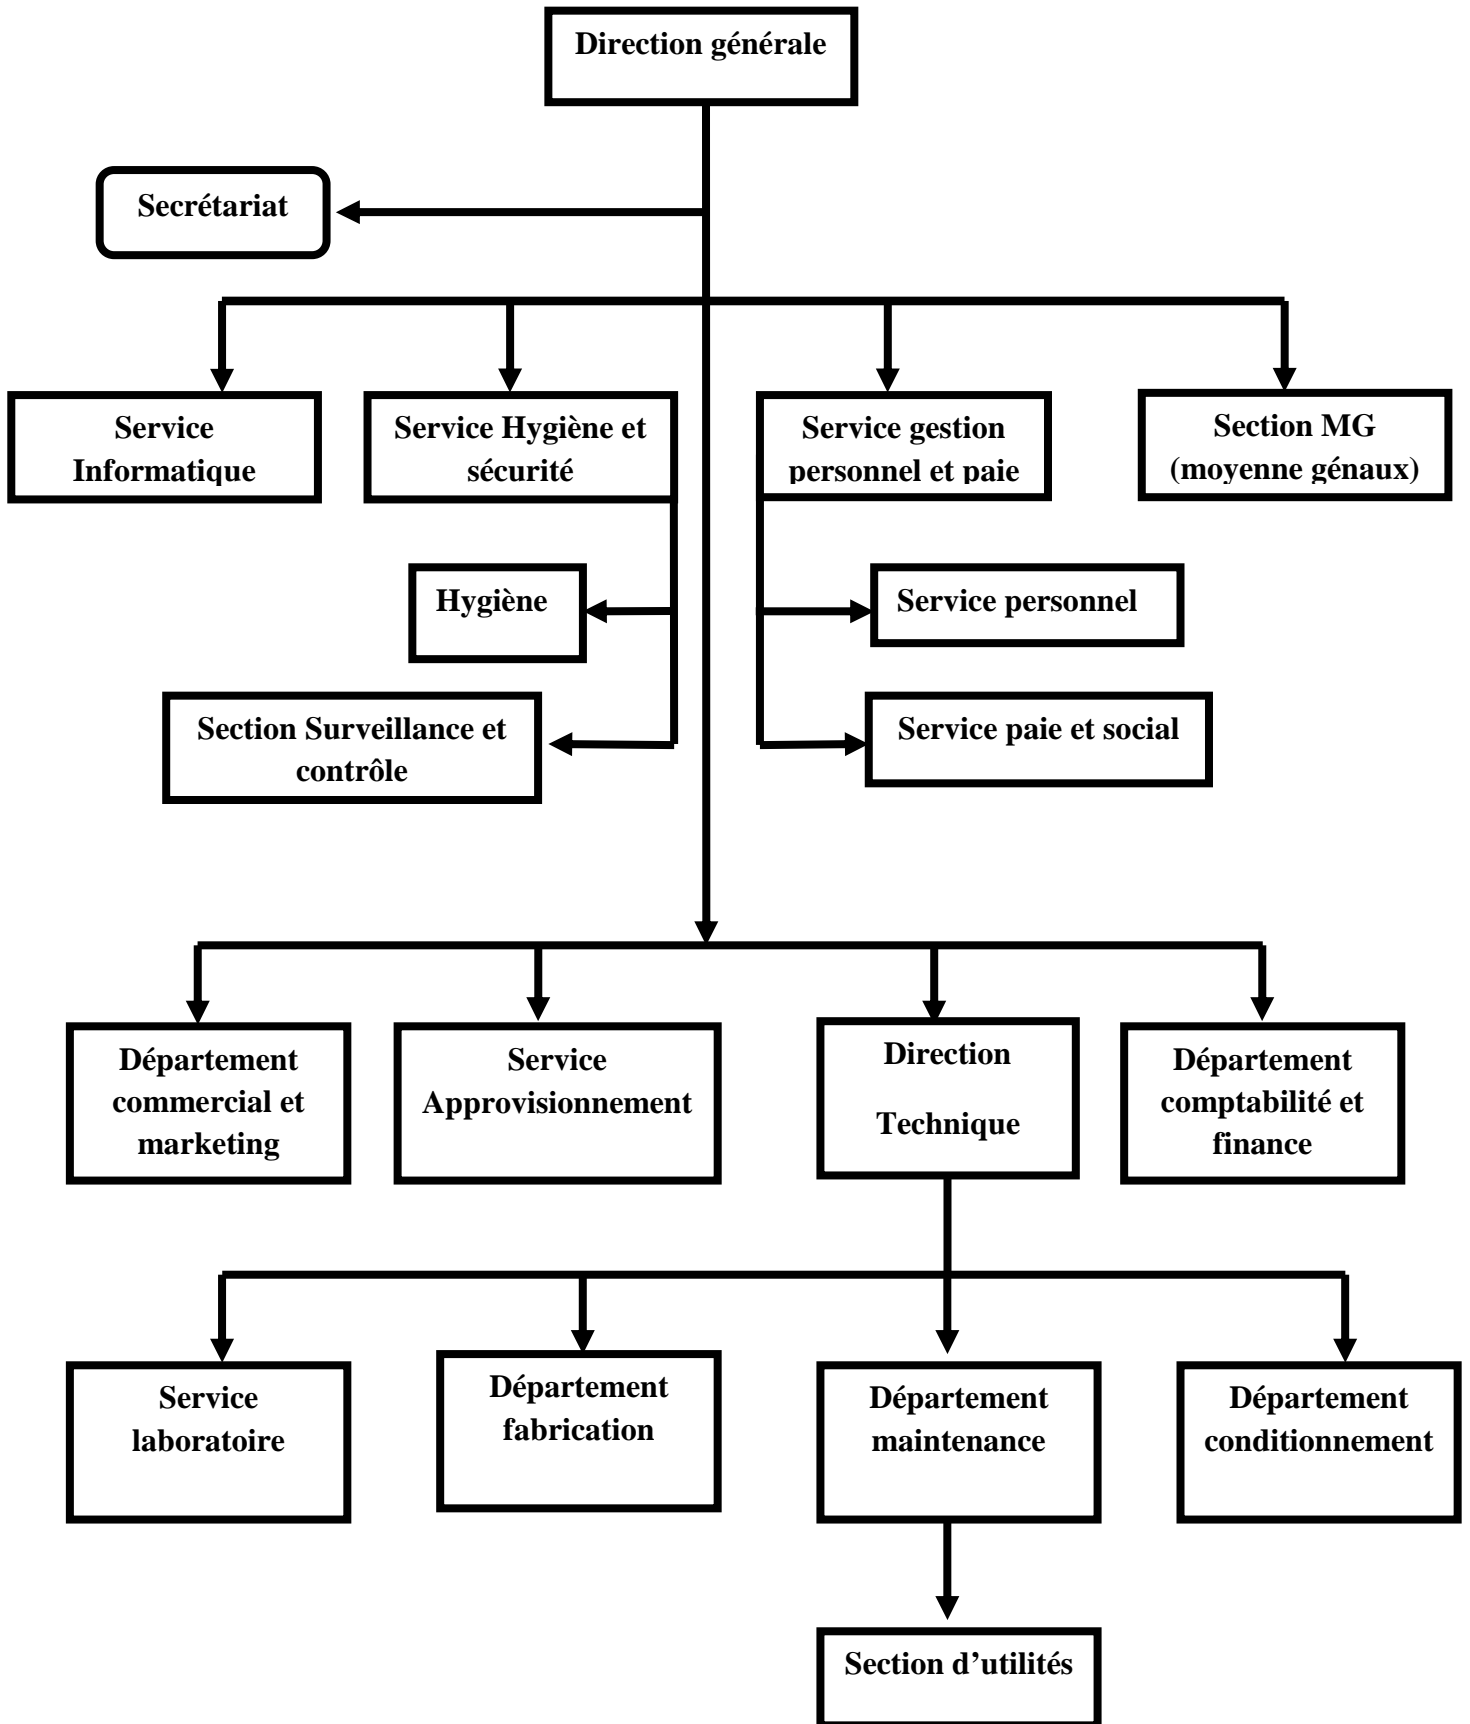 Direction générale
Secrétariat
Service
Informatique
Service Hygiène et
sécurité
Service gestion
personnel et paie
Section MG
(moyenne génaux)
Hygiène
Service personnel
Section Surveillance et
contrôle
Service paie et social
Département
commercial et
marketing
Service
Approvisionnement
Direction
Technique
Département
comptabilité et
finance
Service
laboratoire
Département
fabrication
Département
maintenance
Département
conditionnement
Section d’utilités